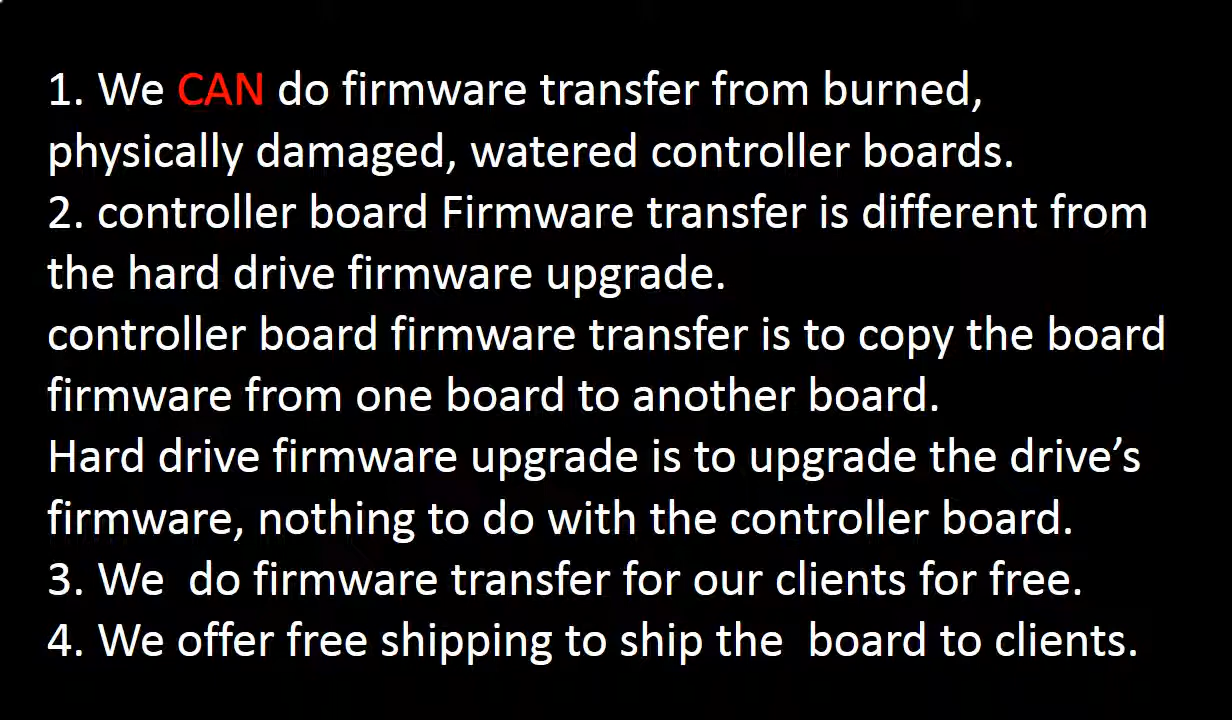 1. We CAN do firmware transfer from burned,
physically damaged, watered controller boards.
2. controller board Firmware transfer is different from
the hard drive firmware upgrade.
controller board firmware transfer is to copy the board
firmware from one board to another board.
Hard drive firmware upgrade is to upgrade the drive’s
firmware, nothing to do with the controller board.
3. We  do firmware transfer for our clients for free.
4. We offer free shipping to ship the  board to clients.